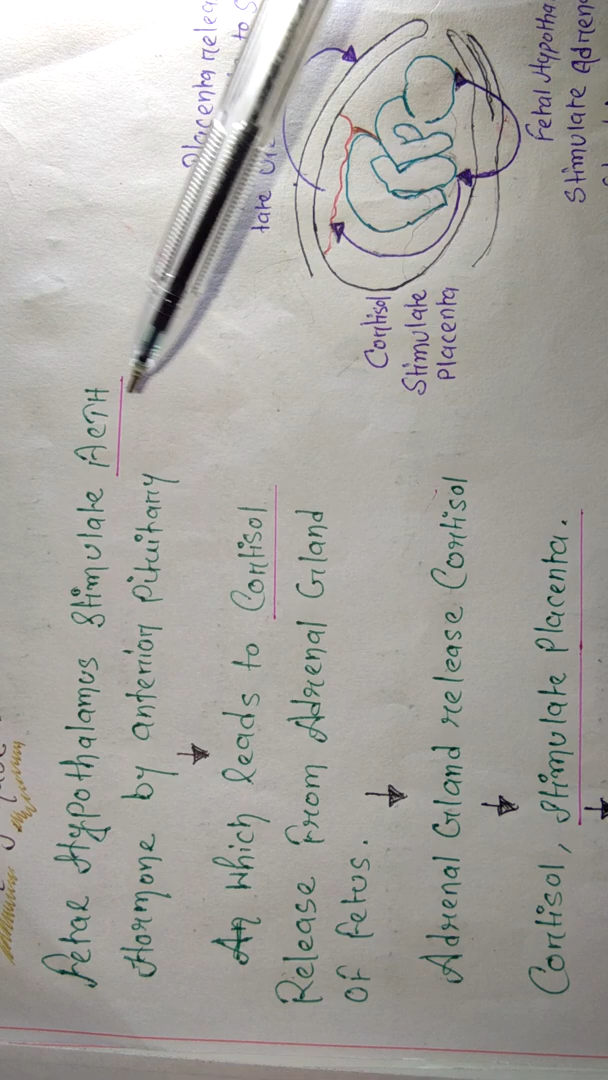 Fetal Hypothalamus Stimulate ACTH
Hormone by anterior Pituitary
Which leads to Cortisol
Release From Adrenal Gland
OF Fetus.
Adrenal Gland release Cortisol
Cortisol, Stimulate Placenta.
Placenta relea
to S
Cortisol
Stimulate
Placenta
Fetal Hypotha
Stimulate Adren